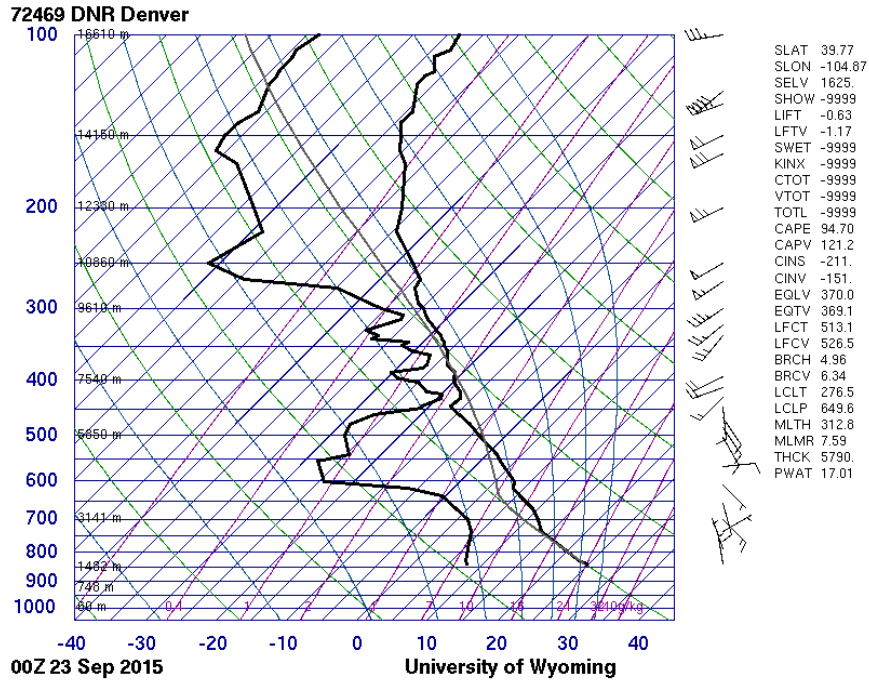 72469 DNR Denver
100
16610 m
14150 m
200
12330 m
10860 m
300
9610 m
400
7540 m
500
5850 m
600
700
3141 m
800
1482 m
900
748 m
1000
60 m
0.4 1 2 4 7 10 16 24 32 40g/kg
-40 -30 -20 -10 0 10 20 30 40
00Z 23 Sep 2015 University of Wyoming
SLAT 39.77
SLON -104.87
SELV 1625.
SHOW -9999
LIFT -0.63
LFTV -1.17
SWET -9999
KINX -9999
CTOT -9999
VTOT -9999
TOTL -9999
CAPE 94.70
CAPV 121.2
CINS -211.
CINV -151.
EQLV 370.0
EQTV 369.1
LFCT 513.1
LFCV 526.5
BRCH 4.96
BRCV 6.34
LCLT 276.5
LCLP 649.6
MLTH 312.8
MLMR 7.59
THCK 5790.
PWAT 17.01